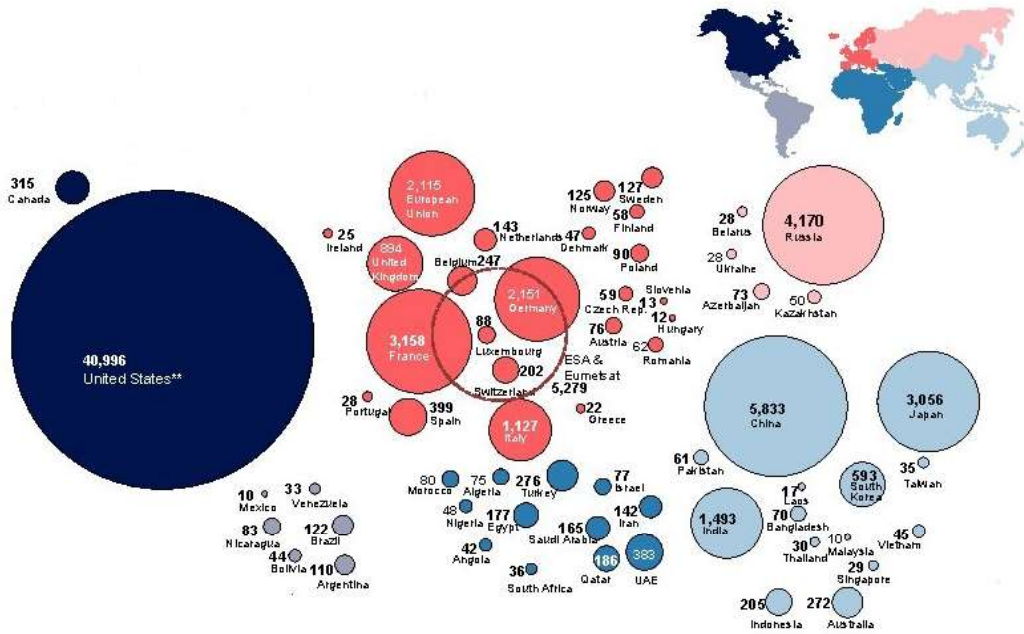 315
Canada
40,996
United States**
2,115
European
Union
25
Ireland
894
United
Kingdom
143
Netherlands
Belgium 247
2,151
Germany
3,158
France
88
Luxembourg
202
Switzerland
ESA &
Eumetsat
5,279
28
Portugal
399
Spain
1,127
Italy
22
Greece
125
Norway
127
Sweden
58
Finland
47
Denmark
90
Poland
59
Czech Rep.
Slovenia
13
12
Hungary
76
Austria
62
Romania
28
Belarus
4,170
Russia
28
Ukraine
73
Azerbaijan
50
Kazakhstan
5,833
China
3,056
Japan
61
Pakistan
593
South
Korea
35
Taiwan
17
Laos
70
Bangladesh
1,493
India
30
Thailand
10
Malaysia
45
Vietnam
29
Singapore
205
Indonesia
272
Australia
80
Morocco
75
Algeria
276
Turkey
77
Israel
48
Nigeria
177
Egypt
165
Saudi Arabia
142
Iran
42
Angola
36
South Africa
186
Qatar
383
UAE
10
Mexico
33
Venezuela
83
Nicaragua
122
Brazil
44
Bolivia
110
Argentina